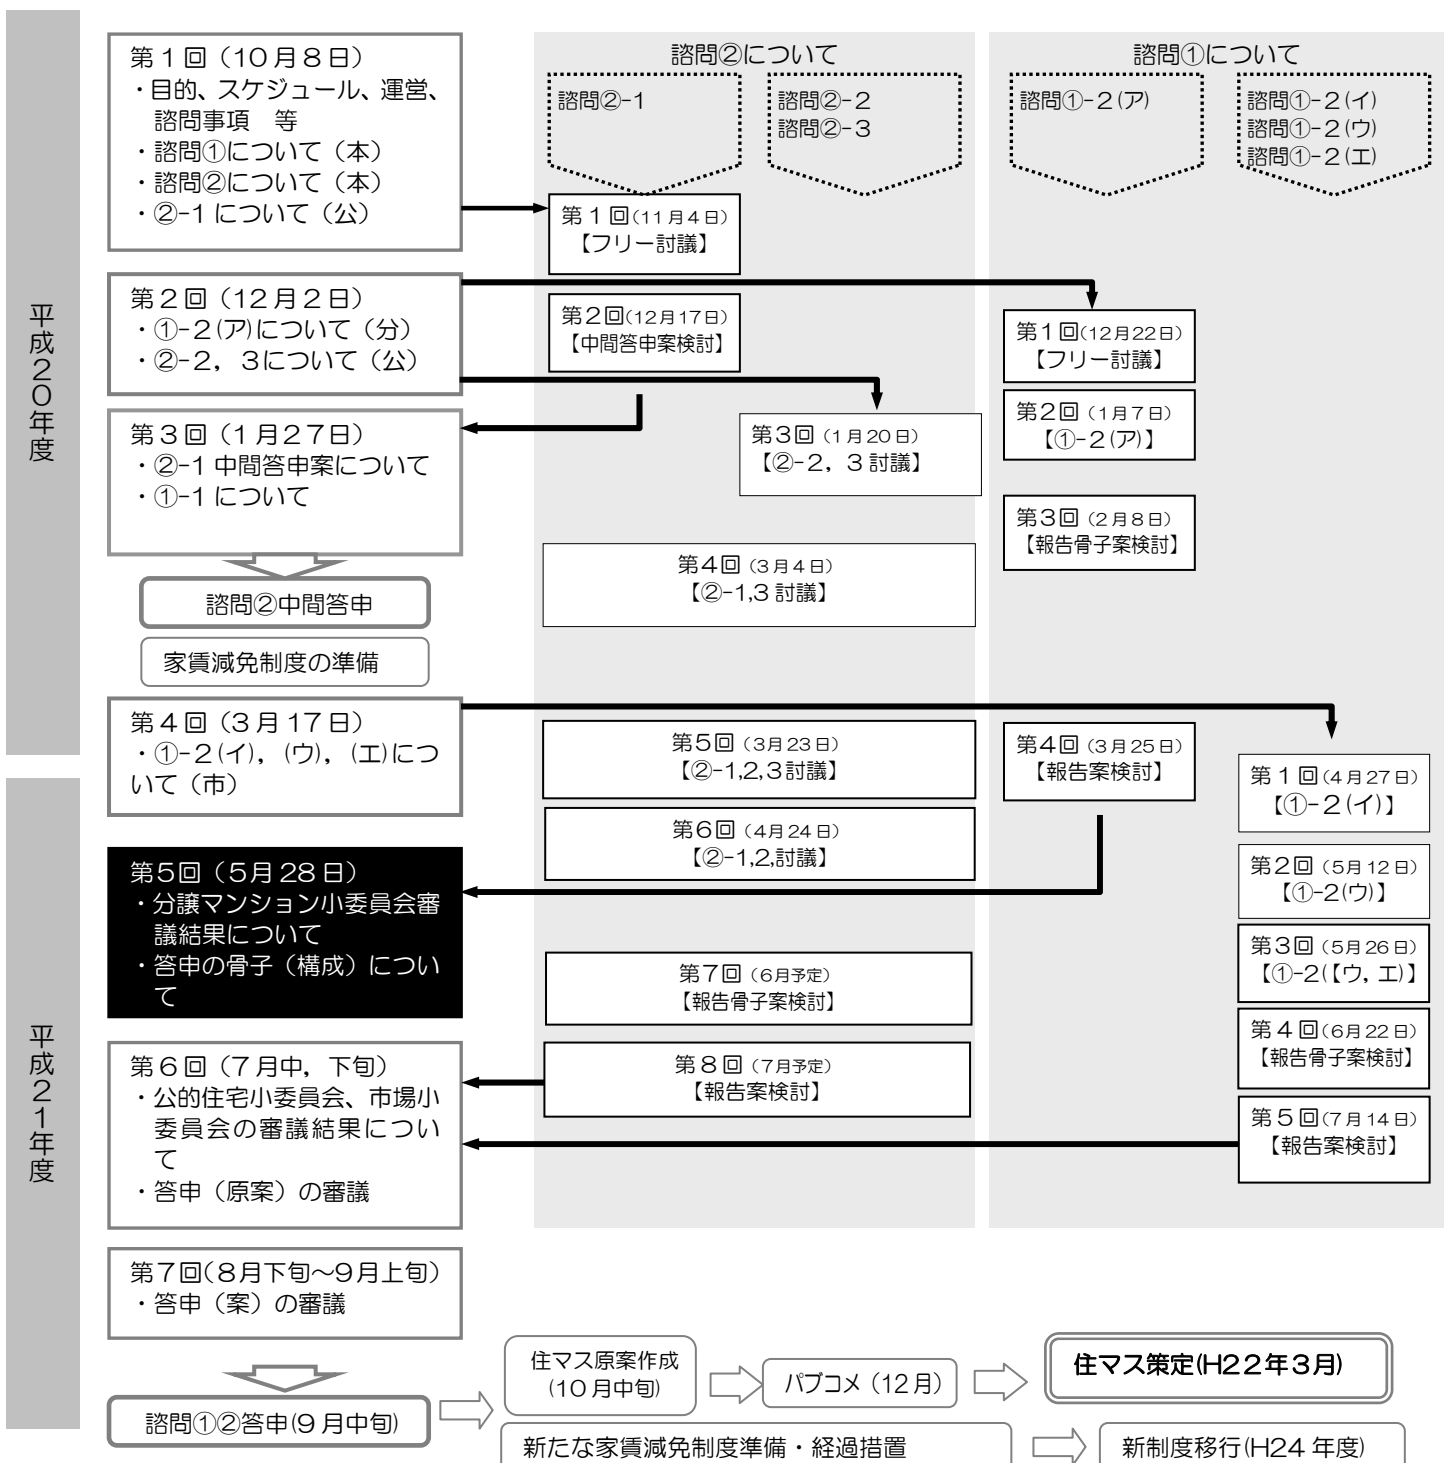 平成２０年度
第１回（10月８日）
・目的、スケジュール、運営、
諮問事項　等
・諮問①について（本）
・諮問②について（本）
・②-1について（公）
第２回（12月２日）
・①-２(ア)について（分）
・②-２，３について（公）
第３回（１月２７日）
・②-1 中間答申案について
・①-１について
諮問②中間答申
家賃減免制度の準備
第４回（３月17日）
・①-２(イ)，(ウ)，(エ)につ
いて（市）
平成２１年度
第５回（５月28日）
・分譲マンション小委員会審
議結果について
・答申の骨子（構成）につい
て
第６回（７月中，下旬）
・公的住宅小委員会、市場小
委員会の審議結果につい
て
・答申（原案）の審議
第７回（８月下旬～９月上旬）
・答申（案）の審議
諮問①②答申(９月中旬)
諮問②について
諮問②-１
諮問②-２
諮問②-３
第１回（11月４日）
【フリー討議】
第２回(12月17日)
【中間答申案検討】
第３回（１月20日）
【②-２，３討議】
第４回（３月４日）
【②-1,3討議】
第５回（３月23日）
【②-1,2,3討議】
第６回（４月24日）
【②-1,2,討議】
第７回（６月予定）
【報告骨子案検討】
第８回（７月予定）
【報告案検討】
諮問①について
諮問①-２(ア)
諮問①-２(イ)
諮問①-２(ウ)
諮問①-２(エ)
第１回(12月22日)
【フリー討議】
第２回（１月７日）
【①-２(ア)】
第３回（２月８日）
【報告骨子案検討】
第４回（３月25日）
【報告案検討】
第１回(４月27日)
【①-２(イ)】
第２回（５月12日）
【①-2(ウ)】
第３回（５月26日）
【①-2(【ウ，エ)】
第４回(６月22日)
【報告骨子案検討】
第５回(７月14日)
【報告案検討】
住マス原案作成
(10月中旬)
パブコメ（12月）
住マス策定(H２２年３月)
新たな家賃減免制度準備・経過措置
新制度移行(H24年度)